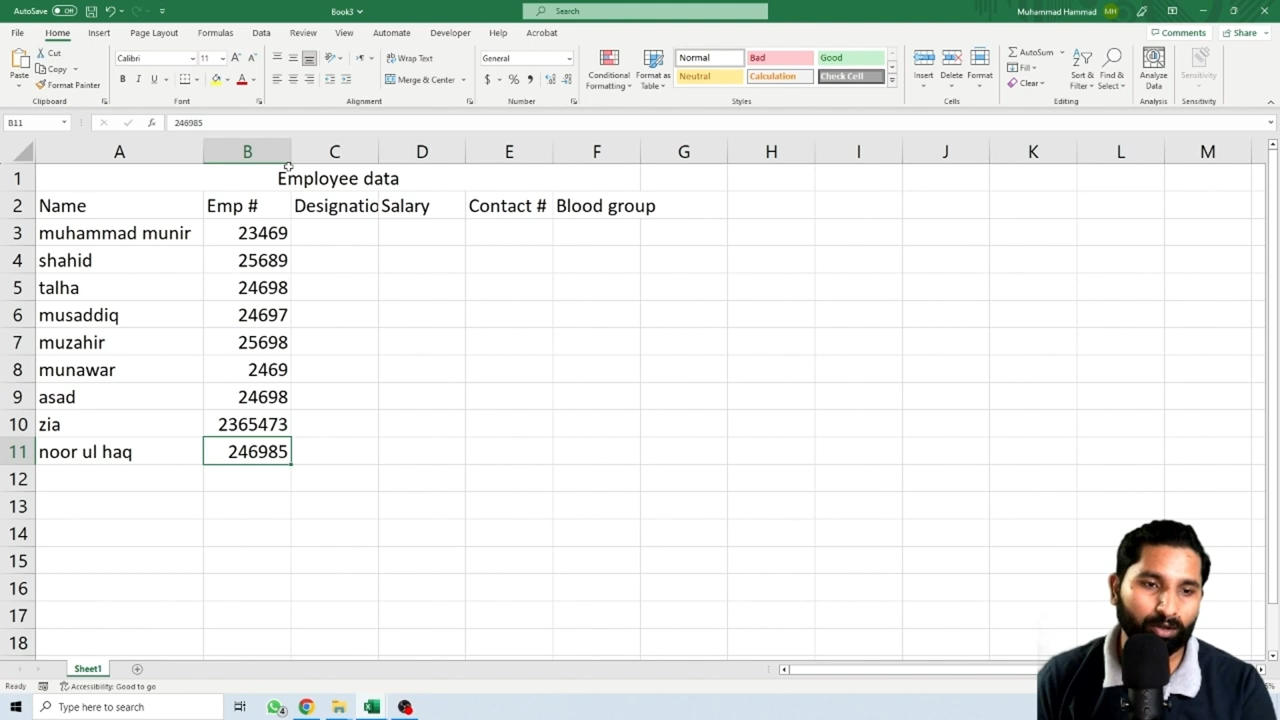 AutoSave Off Book3 Search Muhammad Hammad MH
File Home Insert Page Layout Formulas Data Review View Automate Developer Help Acrobat Comments Share
Paste Cut Copy Format Painter Calibri 11 Wrap Text Merge & Center General Conditional Formatting Format as Table Normal Bad Good Neutral Calculation Check Cell Insert Delete Format AutoSum Fill Clear Sort & Filter Find & Select Analyze Data Sensitivity
Clipboard Font Alignment Number Styles Cells Editing Analysis Sensitivity
B11 246985
A B C D E F G H I J K L M
1 Employee data
2 Name Emp # Designatio Salary Contact # Blood group
3 muhammad munir 23469
4 shahid 25689
5 talha 24698
6 musaddiq 24697
7 muzahir 25698
8 munawar 2469
9 asad 24698
10 zia 2365473
11 noor ul haq 246985
12
13
14
15
16
17
18
Sheet1
Ready Accessibility: Good to go
Type here to search 4